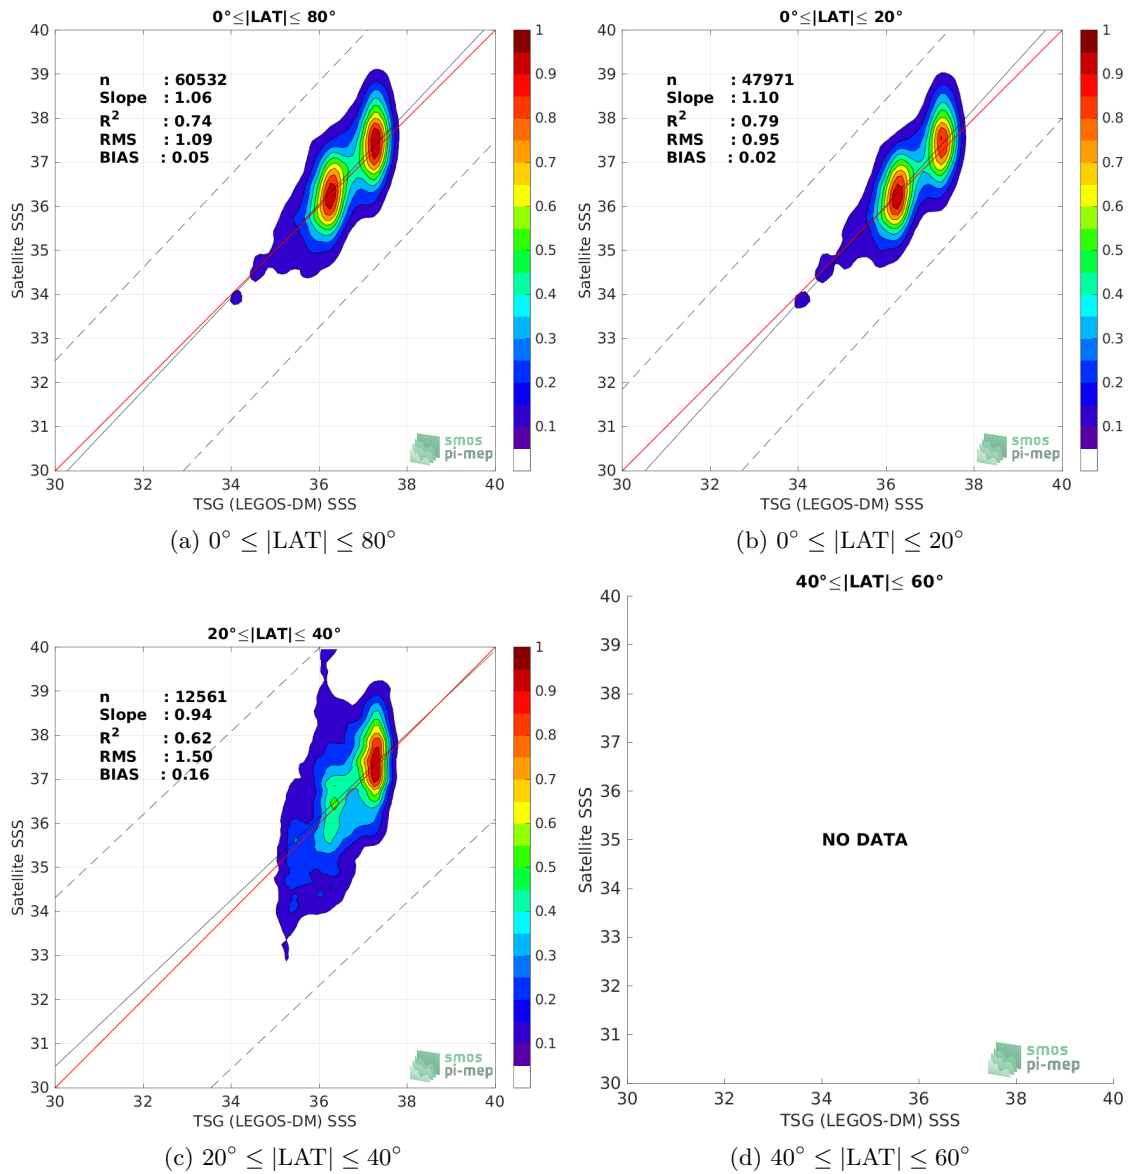 0°≤|LAT|≤ 80°
40
39
38
37
36
35
34
33
32
31
30
Satellite SSS
n : 60532
Slope : 1.06
R² : 0.74
RMS : 1.09
BIAS : 0.05
smos
pi-mep
30 32 34 36 38 40
TSG (LEGOS-DM) SSS
1
0.9
0.8
0.7
0.6
0.5
0.4
0.3
0.2
0.1
(a) 0° ≤ |LAT| ≤ 80°
0°≤|LAT|≤ 20°
40
39
38
37
36
35
34
33
32
31
30
Satellite SSS
n : 47971
Slope : 1.10
R² : 0.79
RMS : 0.95
BIAS : 0.02
smos
pi-mep
30 32 34 36 38 40
TSG (LEGOS-DM) SSS
1
0.9
0.8
0.7
0.6
0.5
0.4
0.3
0.2
0.1
(b) 0° ≤ |LAT| ≤ 20°
20°≤|LAT|≤ 40°
40
39
38
37
36
35
34
33
32
31
30
Satellite SSS
n : 12561
Slope : 0.94
R² : 0.62
RMS : 1.50
BIAS : 0.16
smos
pi-mep
30 32 34 36 38 40
TSG (LEGOS-DM) SSS
1
0.9
0.8
0.7
0.6
0.5
0.4
0.3
0.2
0.1
(c) 20° ≤ |LAT| ≤ 40°
40°≤|LAT|≤ 60°
40
39
38
37
36
35
34
33
32
31
30
Satellite SSS
NO DATA
smos
pi-mep
30 32 34 36 38 40
TSG (LEGOS-DM) SSS
(d) 40° ≤ |LAT| ≤ 60°